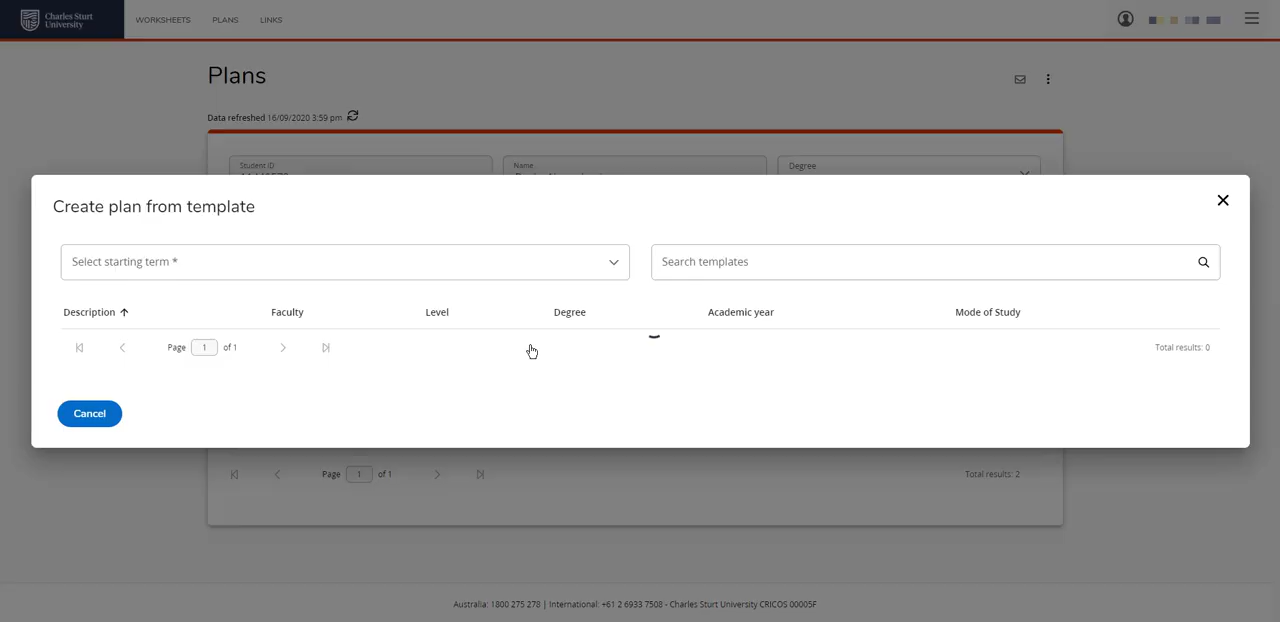 Charles Sturt
University
WORKSHEETS PLANS LINKS
Plans
Data refreshed 16/09/2020 3:59 pm
Student ID Name Degree
Create plan from template
Select starting term *
Search templates
Description Faculty Level Degree Academic year Mode of Study
Page 1 of 1
Total results: 0
Cancel
Page 1 of 1
Total results: 2
Australia: 1800 275 278 | International: +61 2 6933 7508 - Charles Sturt University CRICOS 00005F